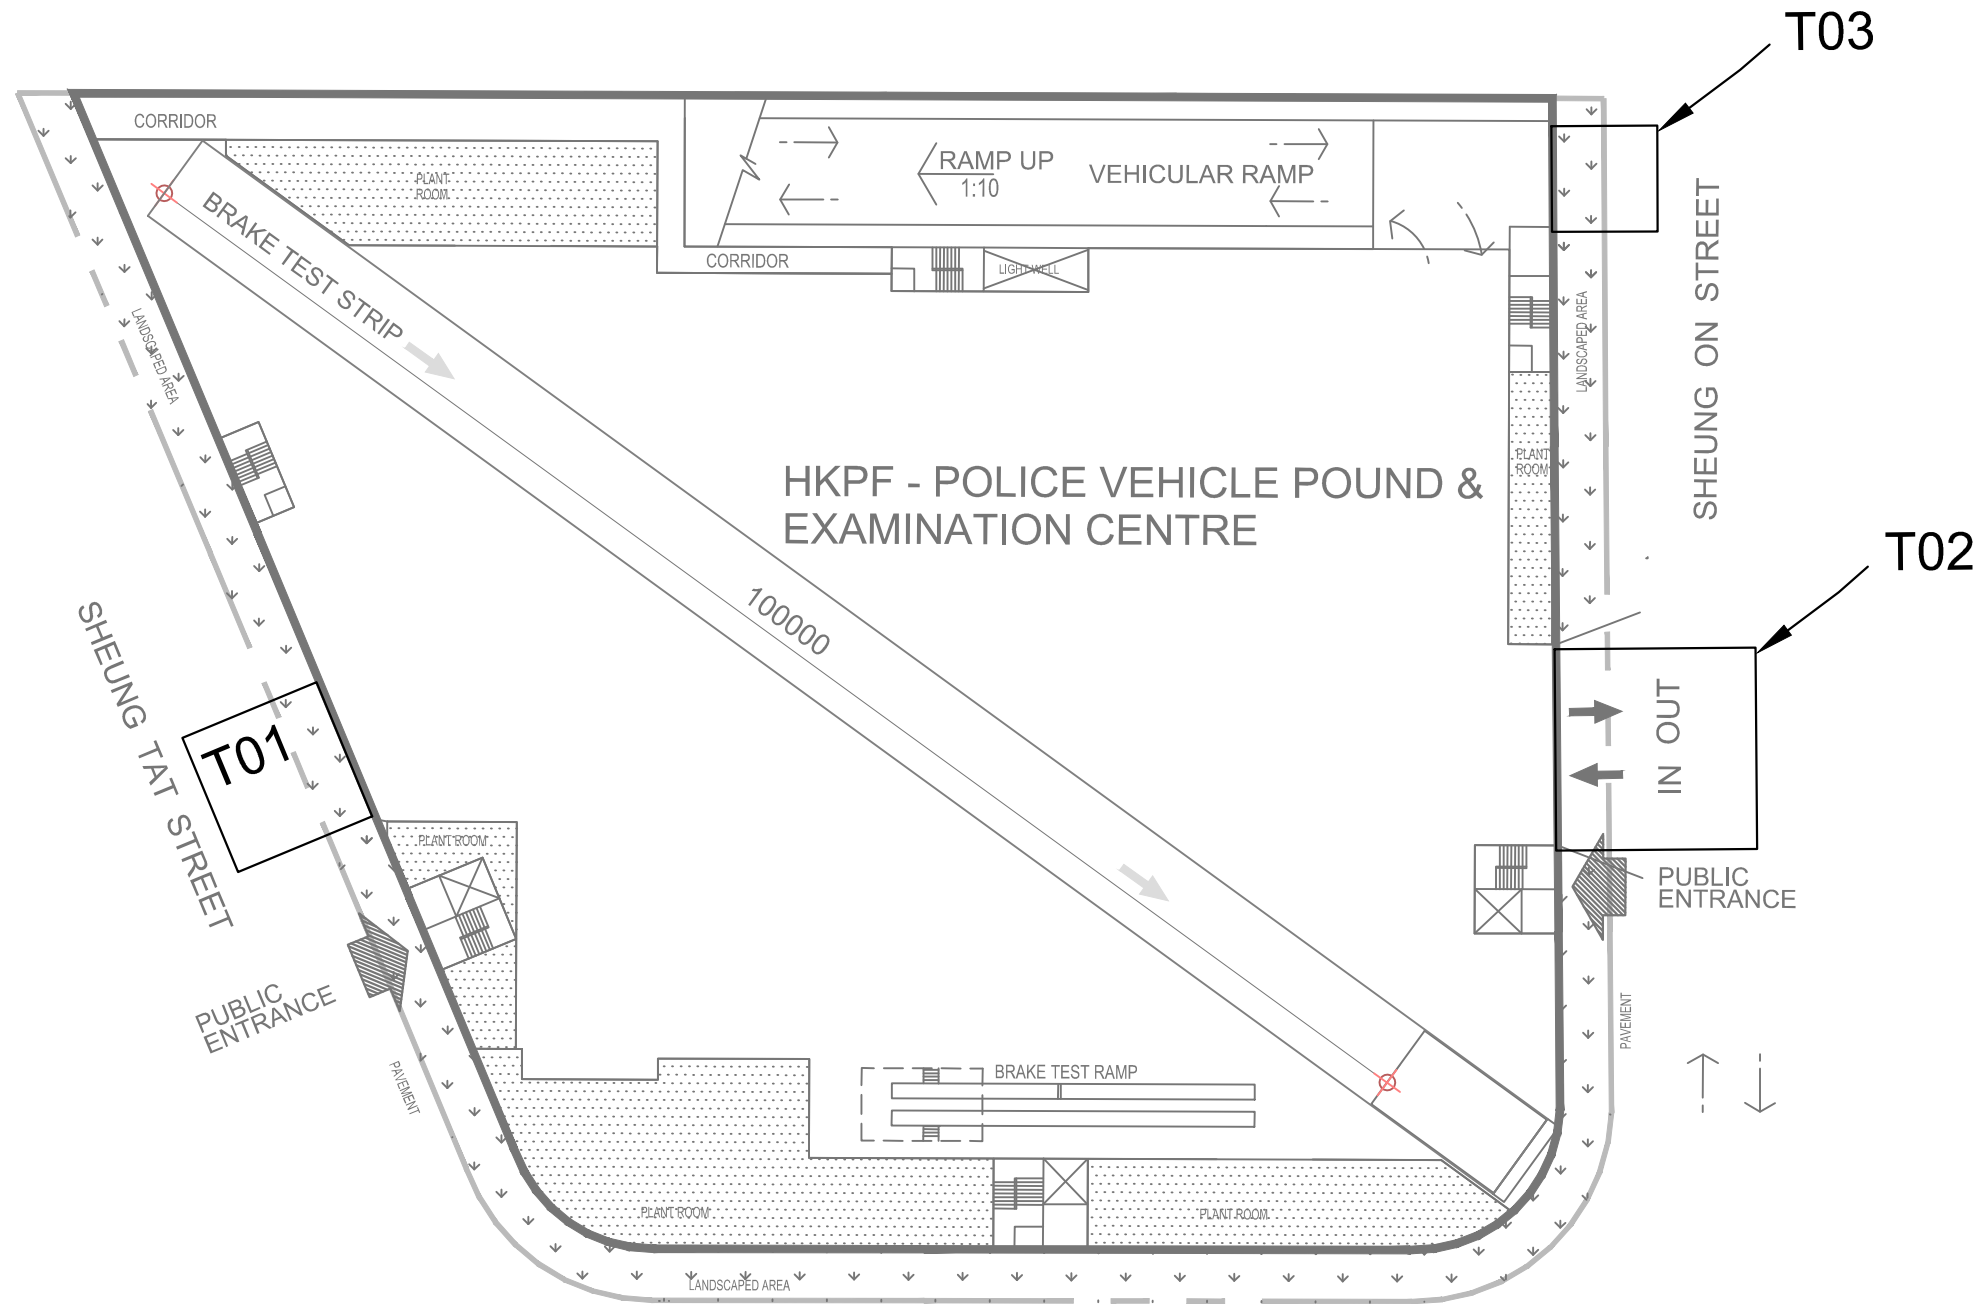 T03
CORRIDOR
PLANT
ROOM
RAMP UP
1:10
VEHICULAR RAMP
BRAKE TEST STRIP
CORRIDOR
LIGHT WELL
LANDSCAPED AREA
LANDSCAPED AREA
SHEUNG ON STREET
PLANT
ROOM
HKPF - POLICE VEHICLE POUND &
EXAMINATION CENTRE
T02
100000
SHEUNG TAT STREET
T01
IN OUT
PLANT ROOM
PUBLIC
ENTRANCE
PUBLIC
ENTRANCE
PAVEMENT
PAVEMENT
BRAKE TEST RAMP
PLANT ROOM
PLANT ROOM
LANDSCAPED AREA